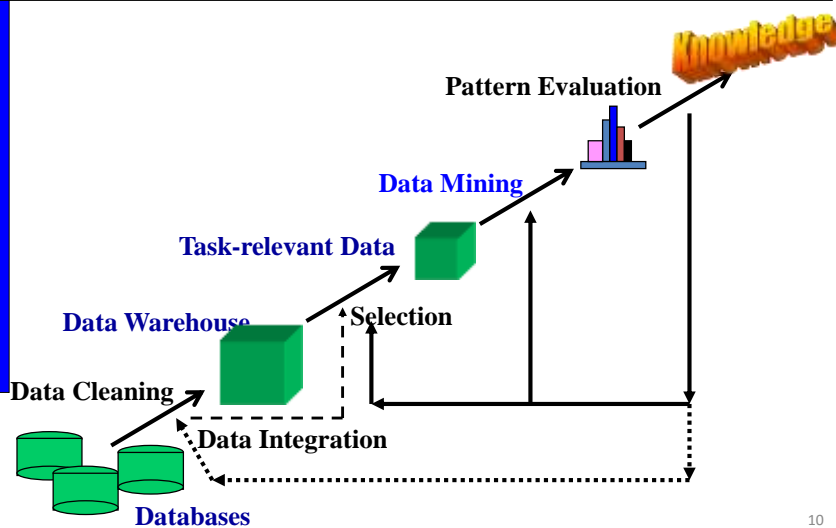 Knowledge
Pattern Evaluation
Data Mining
Task-relevant Data
Selection
Data Warehouse
Data Cleaning
Data Integration
Databases
10